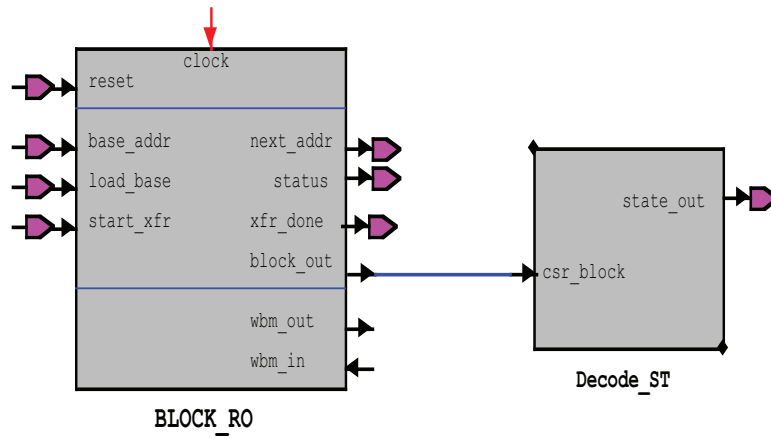 clock
reset
base_addr
next_addr
load_base
status
start_xfr
xfr_done
block_out
wbm_out
wbm_in
BLOCK_RO
state_out
csr_block
Decode_ST